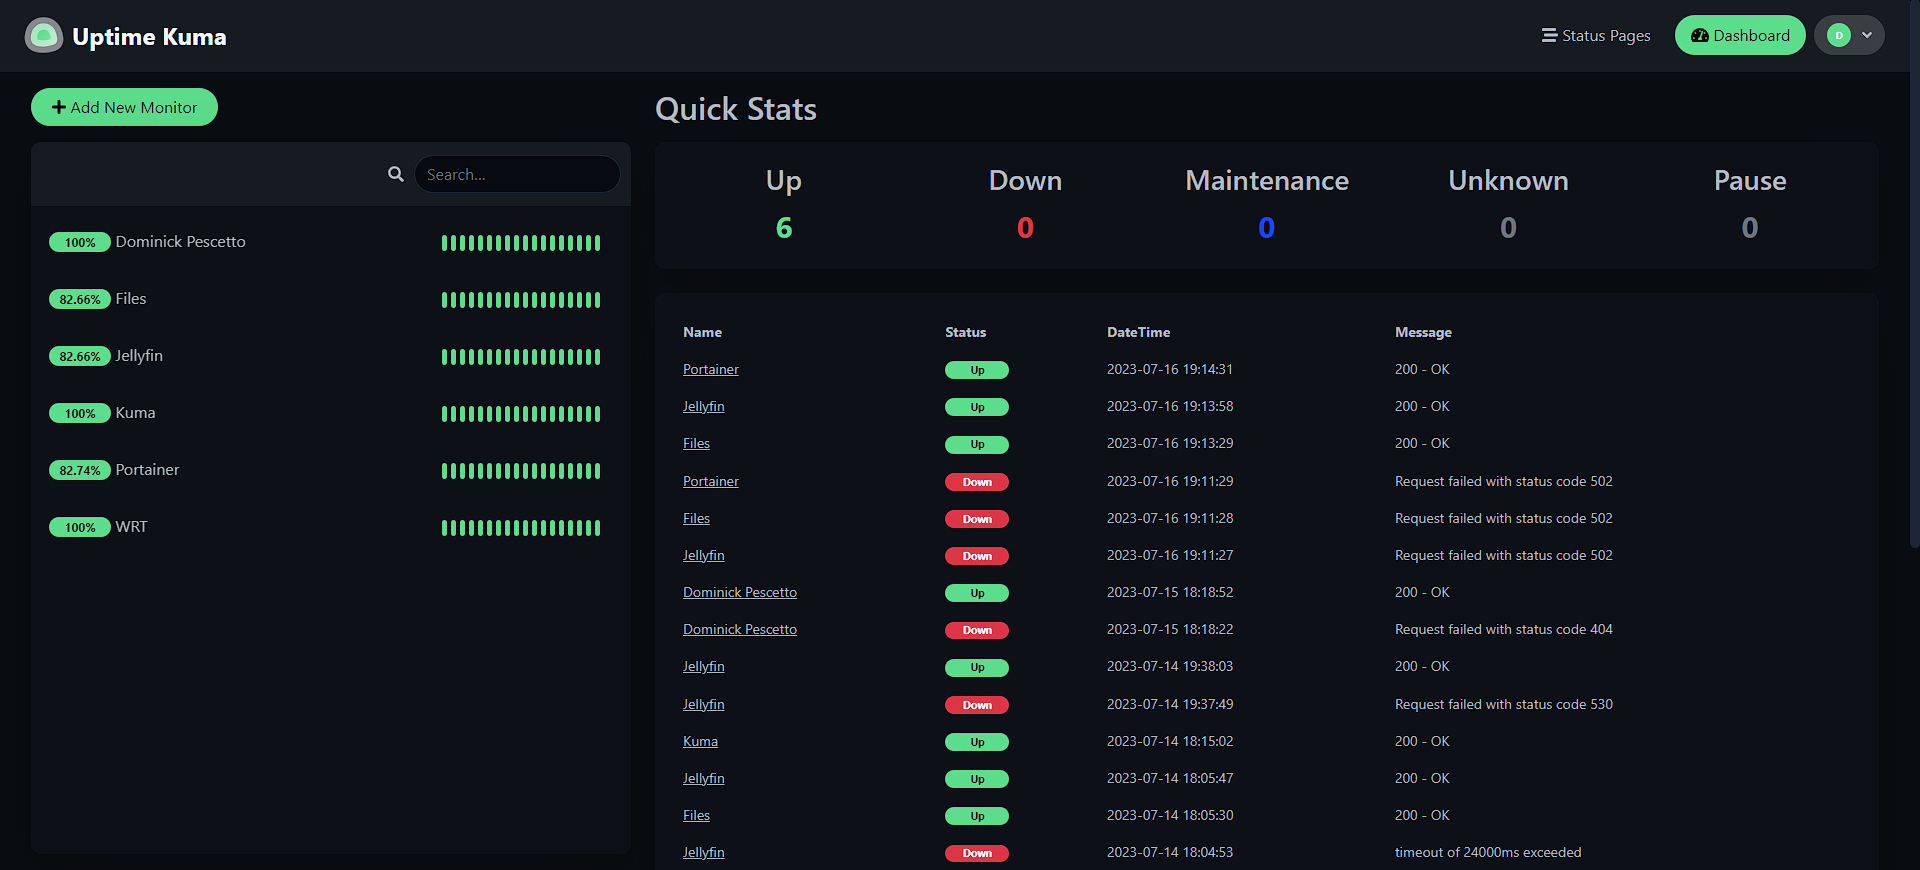 Uptime Kuma
Status Pages
Dashboard
D
Add New Monitor
Search...
100% Dominick Pescetto
82.66% Files
82.66% Jellyfin
100% Kuma
82.74% Portainer
100% WRT
Quick Stats
Up Down Maintenance Unknown Pause
6 0 0 0 0
Name Status DateTime Message
Portainer Up 2023-07-16 19:14:31 200 - OK
Jellyfin Up 2023-07-16 19:13:58 200 - OK
Files Up 2023-07-16 19:13:29 200 - OK
Portainer Down 2023-07-16 19:11:29 Request failed with status code 502
Files Down 2023-07-16 19:11:28 Request failed with status code 502
Jellyfin Down 2023-07-16 19:11:27 Request failed with status code 502
Dominick Pescetto Up 2023-07-15 18:18:52 200 - OK
Dominick Pescetto Down 2023-07-15 18:18:22 Request failed with status code 404
Jellyfin Up 2023-07-14 19:38:03 200 - OK
Jellyfin Down 2023-07-14 19:37:49 Request failed with status code 530
Kuma Up 2023-07-14 18:15:02 200 - OK
Jellyfin Up 2023-07-14 18:05:47 200 - OK
Files Up 2023-07-14 18:05:30 200 - OK
Jellyfin Down 2023-07-14 18:04:53 timeout of 24000ms exceeded